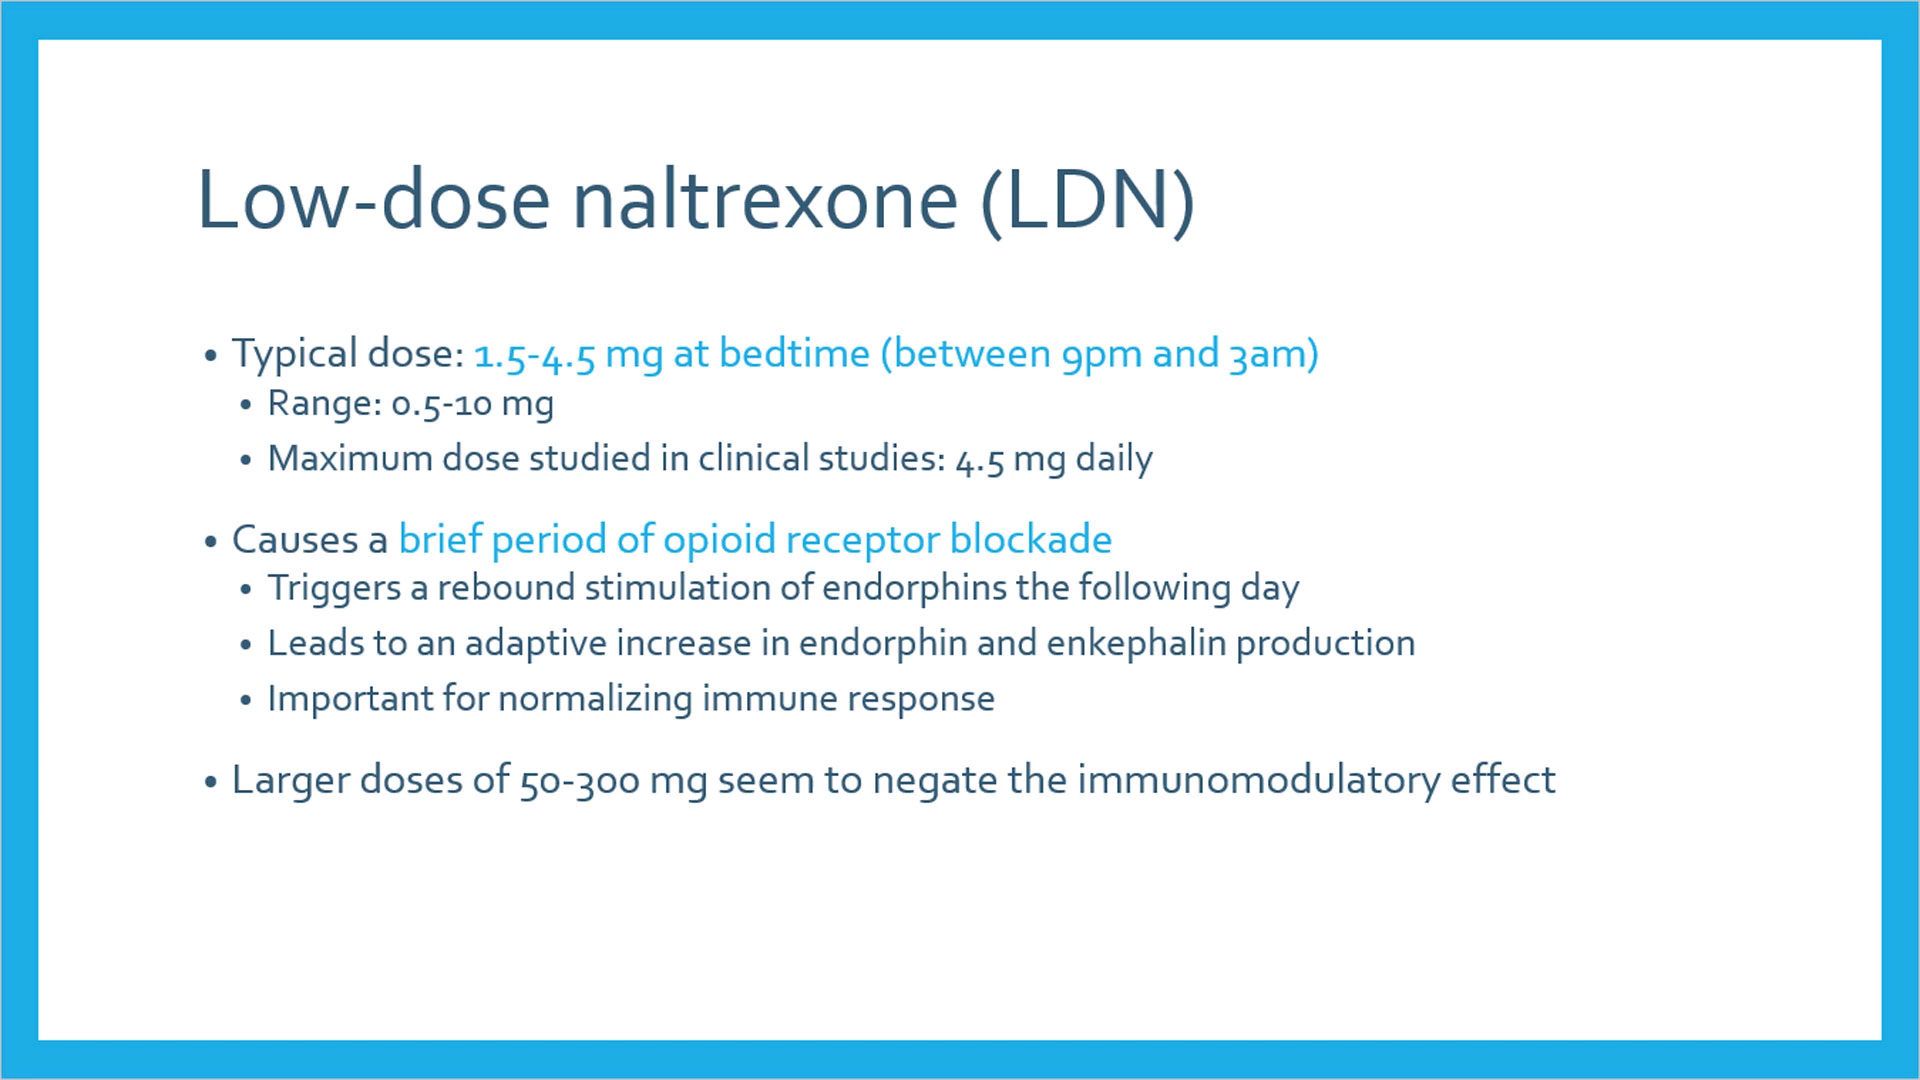 Low-dose naltrexone (LDN)
• Typical dose: 1.5-4.5 mg at bedtime (between 9pm and 3am)
• Range: 0.5-10 mg
• Maximum dose studied in clinical studies: 4.5 mg daily
• Causes a brief period of opioid receptor blockade
• Triggers a rebound stimulation of endorphins the following day
• Leads to an adaptive increase in endorphin and enkephalin production
• Important for normalizing immune response
• Larger doses of 50-300 mg seem to negate the immunomodulatory effect